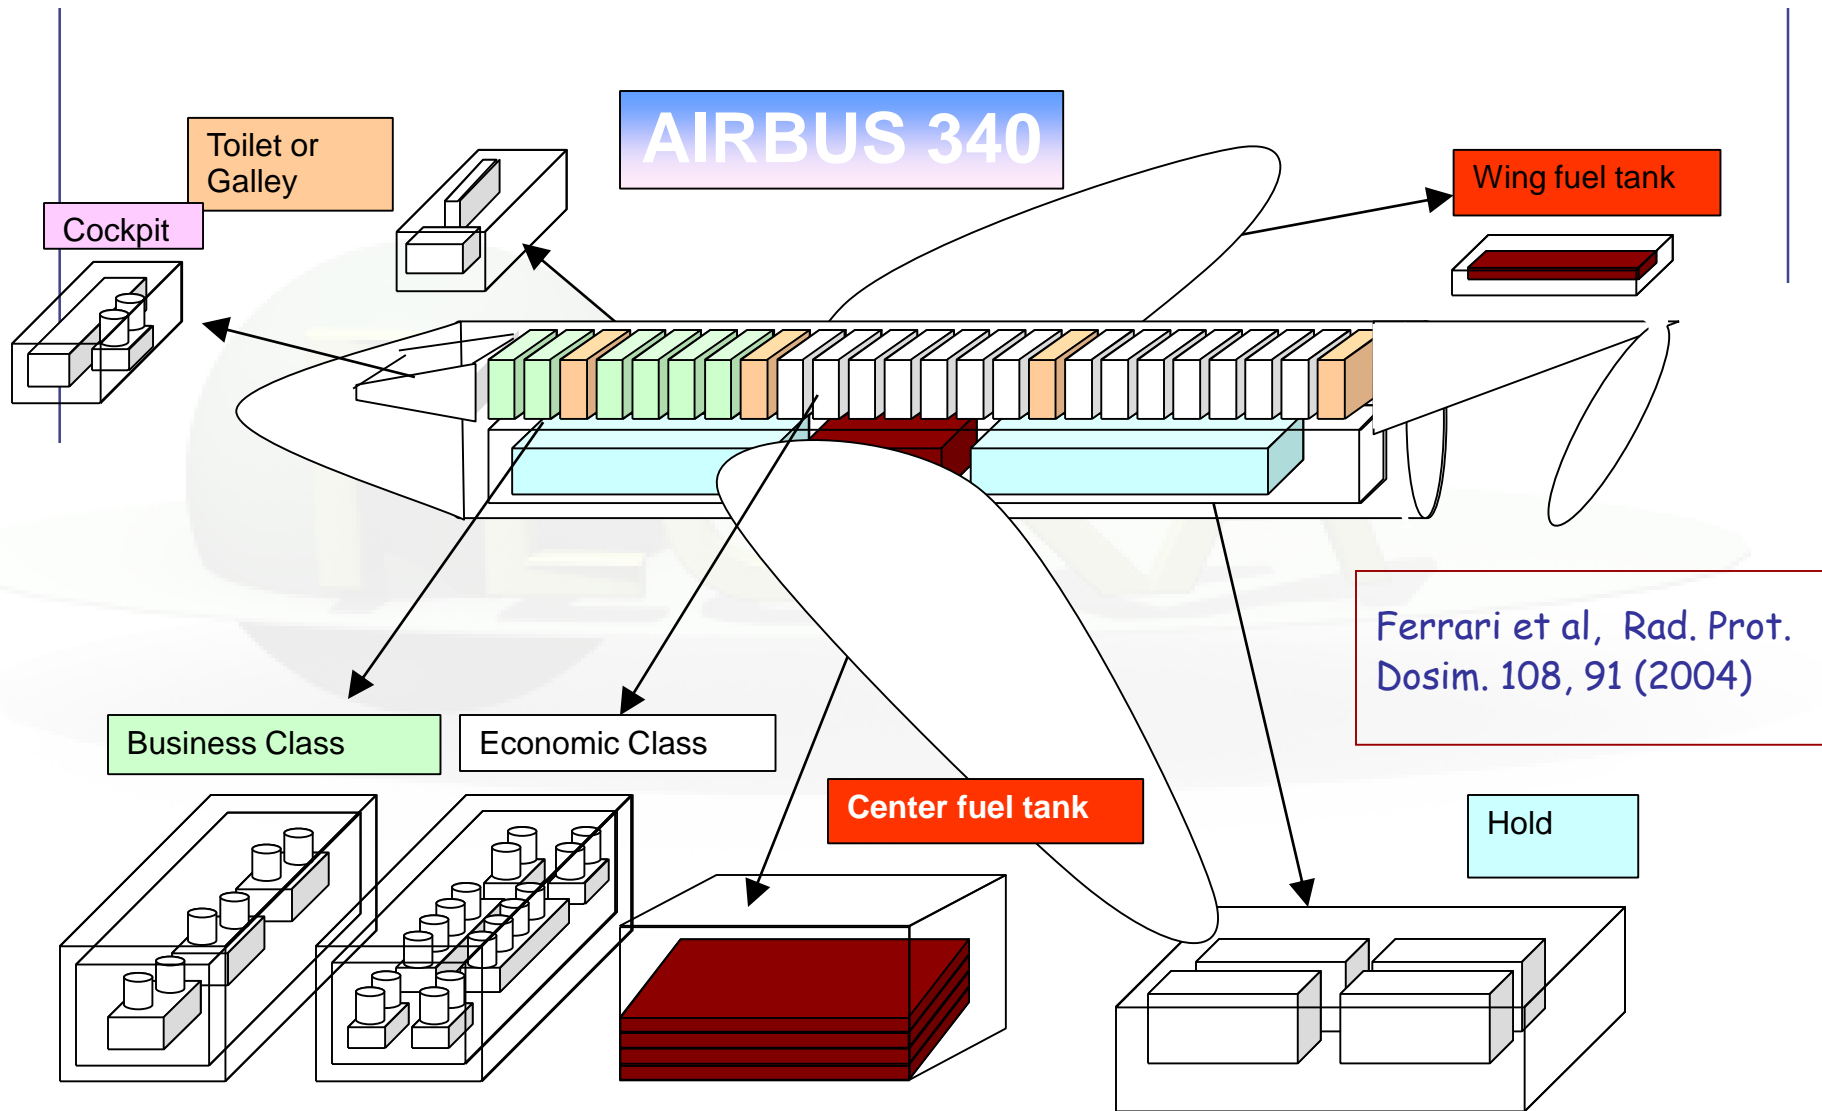 AIRBUS 340
Toilet or
Galley
Wing fuel tank
Cockpit
Ferrari et al, Rad. Prot.
Dosim. 108, 91 (2004)
Business Class
Economic Class
Center fuel tank
Hold